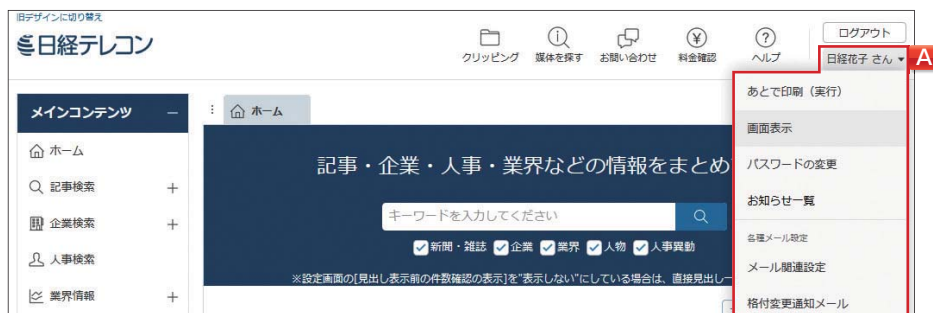 旧デザインに切り替え
日経テレコン
クリッピング
媒体を探す
お問い合わせ
料金確認
ヘルプ
ログアウト
日経花子 さん ▼
A
メインコンテンツ
ホーム
記事検索
企業検索
人事検索
業界情報
ホーム
記事・企業・人事・業界などの情報をまとめ
キーワードを入力してください
新聞・雑誌 企業 業界 人物 人事異動
※設定画面の[見出し表示前の件数確認の表示]を"表示しない"にしている場合は、直接見出し一
あとで印刷（実行）
画面表示
パスワードの変更
お知らせ一覧
各種メール設定
メール関連設定
格付変更通知メール